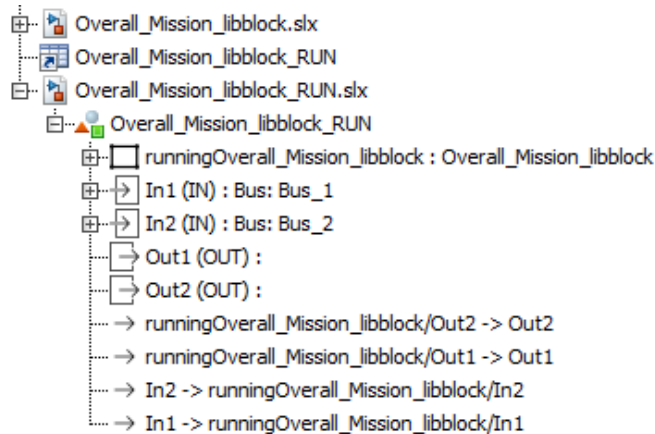 Overall_Mission_libblock.slx
Overall_Mission_libblock_RUN
Overall_Mission_libblock_RUN.slx
Overall_Mission_libblock_RUN
runningOverall_Mission_libblock : Overall_Mission_libblock
In1 (IN) : Bus: Bus_1
In2 (IN) : Bus: Bus_2
Out1 (OUT) :
Out2 (OUT) :
runningOverall_Mission_libblock/Out2 -> Out2
runningOverall_Mission_libblock/Out1 -> Out1
In2 -> runningOverall_Mission_libblock/In2
In1 -> runningOverall_Mission_libblock/In1